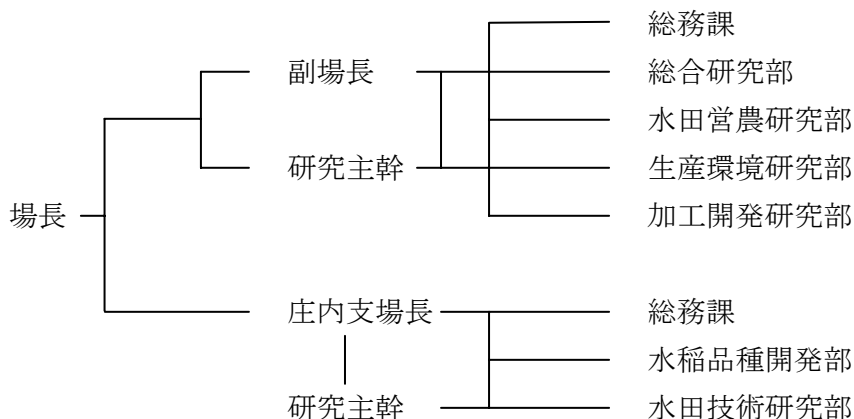 総務課
副場長 総合研究部
水田営農研究部
研究主幹 生産環境研究部
場長 加工開発研究部
庄内支場長 総務課
水稲品種開発部
研究主幹 水田技術研究部